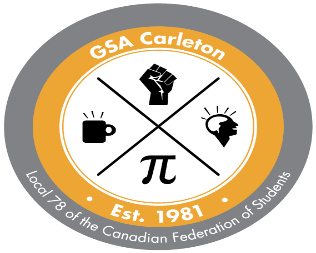 GSA Carleton
π
Est. 1981
Local 78 of the Canadian Federation of Students